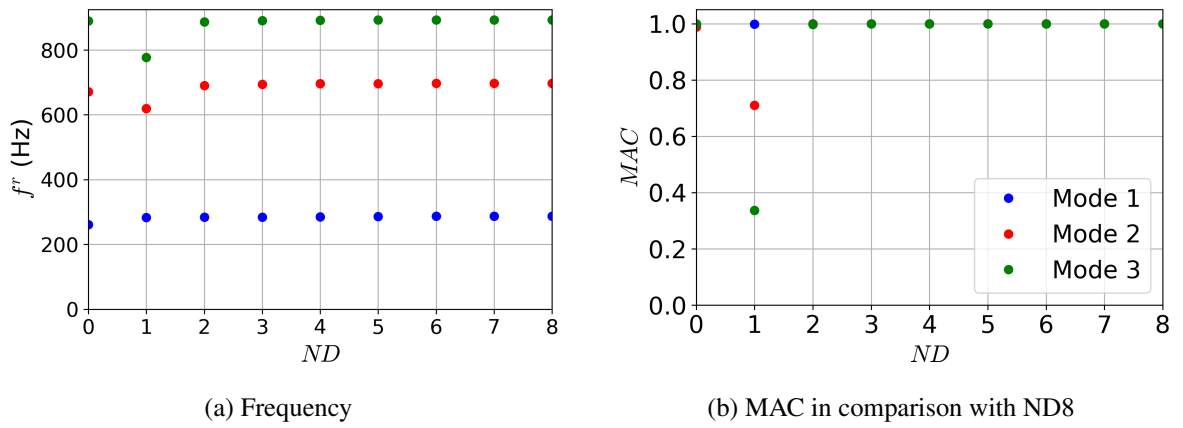 800
600
400
200
0
f^r (Hz)
0 1 2 3 4 5 6 7 8
ND
(a) Frequency
1.0
0.8
0.6
0.4
0.2
0.0
MAC
0 1 2 3 4 5 6 7 8
ND
Mode 1
Mode 2
Mode 3
(b) MAC in comparison with ND8